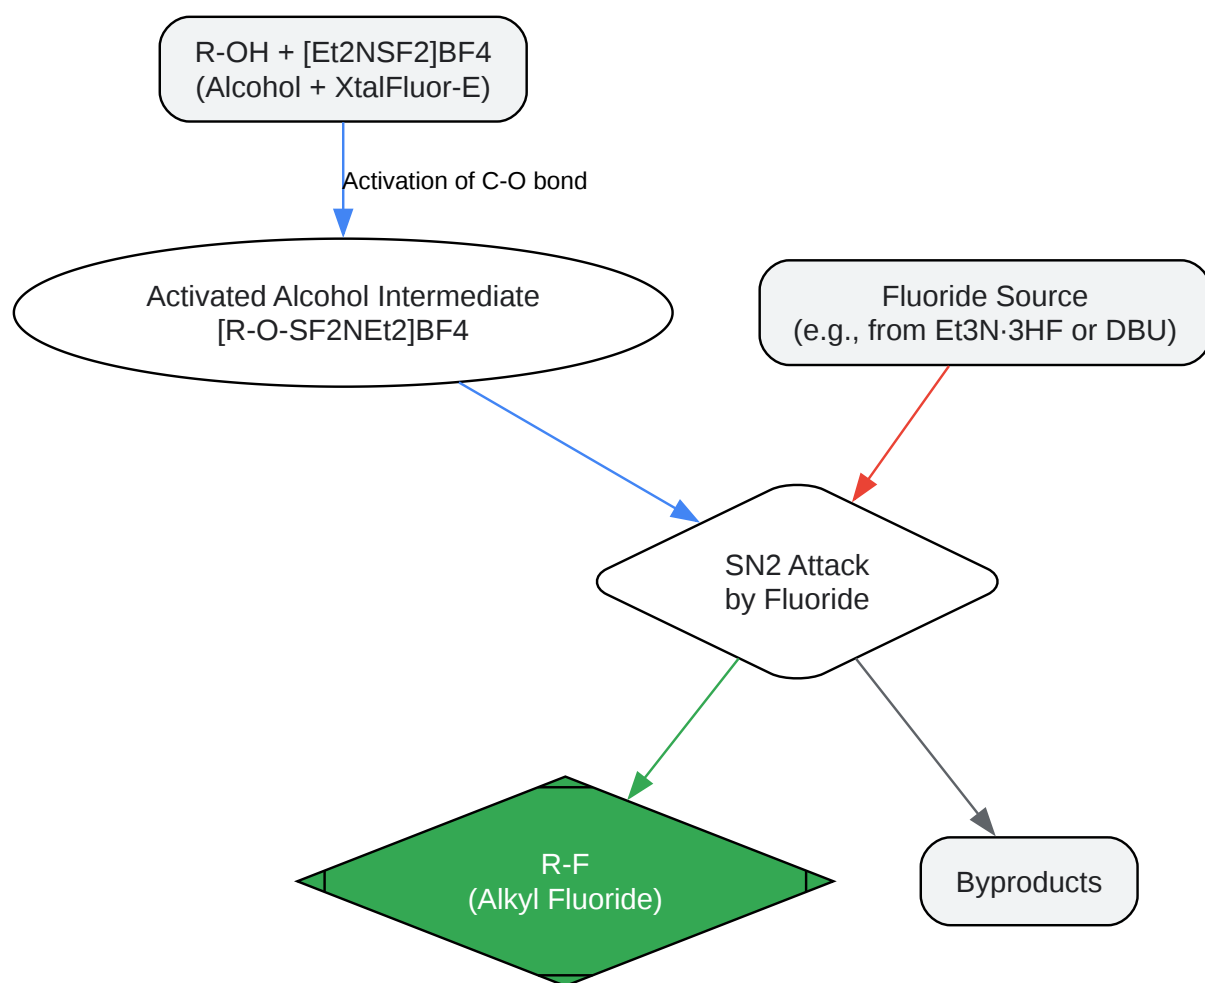 R-OH + [Et2NSF2]BF4
(Alcohol + XtalFluor-E)
Activation of C-O bond
Activated Alcohol Intermediate
[R-O-SF2NEt2]BF4
Fluoride Source
(e.g., from Et3N·3HF or DBU)
SN2 Attack
by Fluoride
R-F
(Alkyl Fluoride)
Byproducts